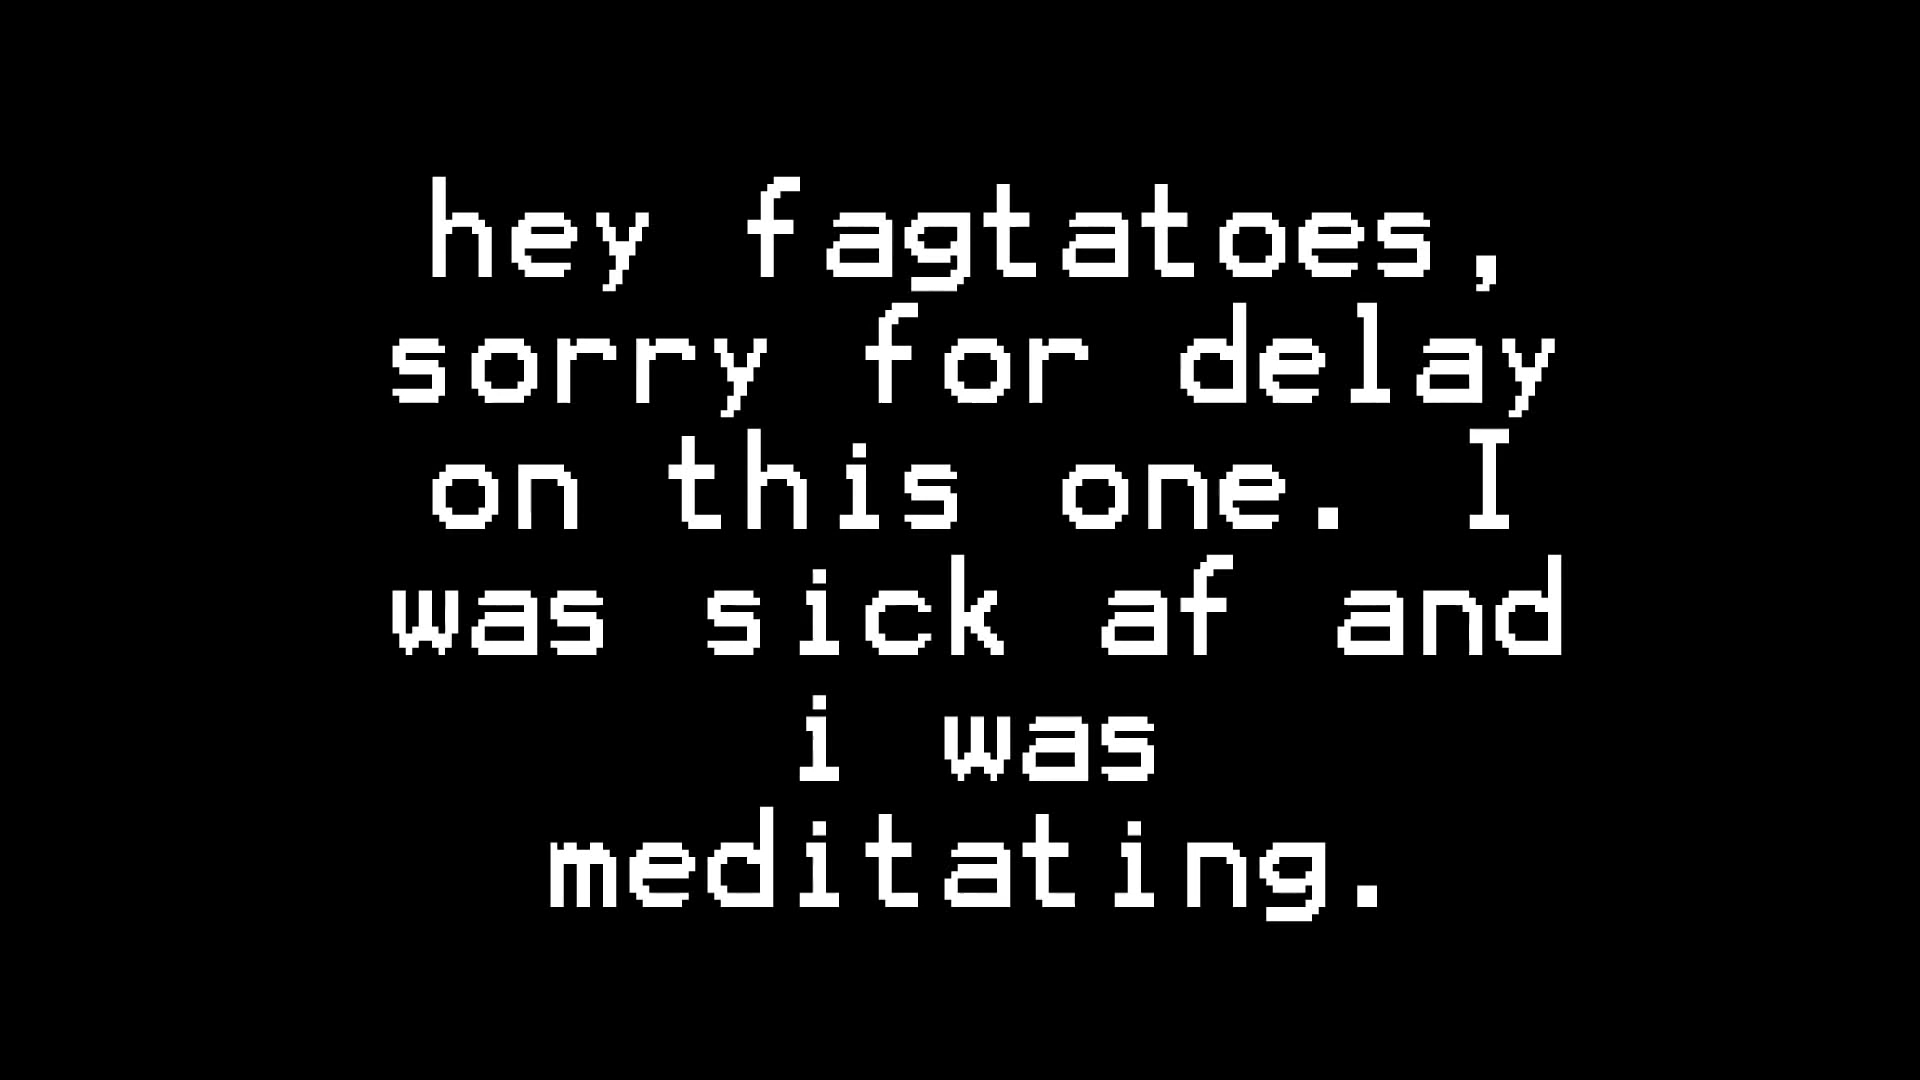 hey fagtatoes,
sorry for delay
on this one. I
was sick af and
i was
meditating.